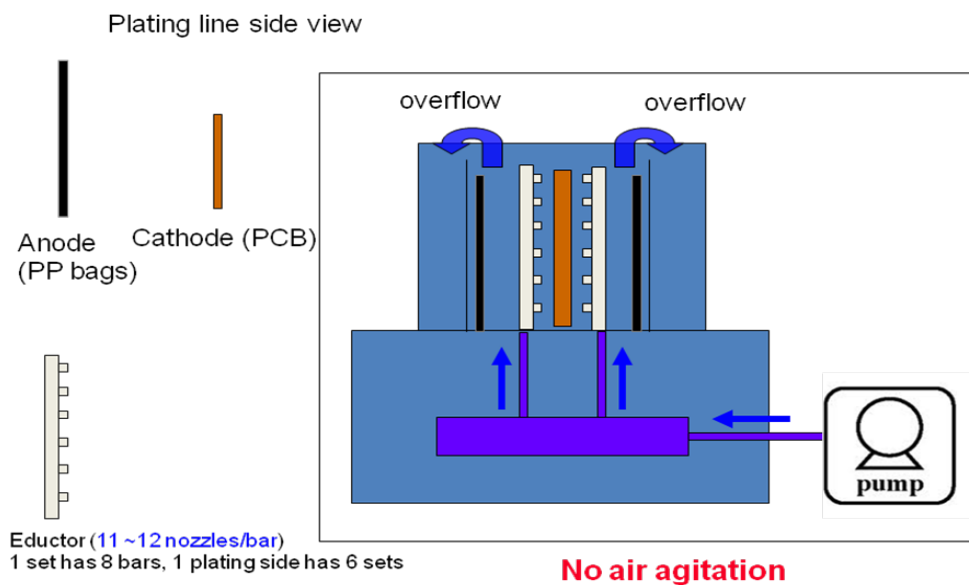 Plating line side view
overflow
overflow
Anode
(PP bags)
Cathode (PCB)
pump
Eductor (11 ~12 nozzles/bar)
1 set has 8 bars, 1 plating side has 6 sets
No air agitation